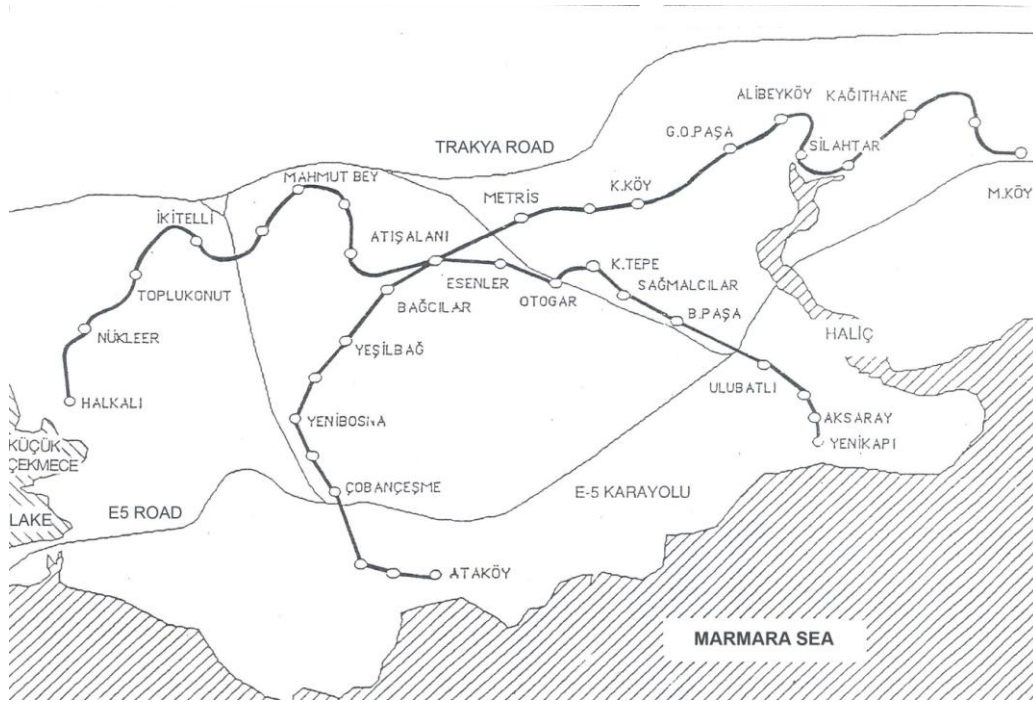 ALİBEYKÖY
KAĞITHANE
G.O.PAŞA
SİLAHTAR
TRAKYA ROAD
MAHMUT BEY
METRİS
K.KÖY
M.KÖY
İKİTELLİ
ATIŞALANI
K.TEPE
ESENLER
SAĞMALCILAR
TOPLUKONUT
OTOGAR
BAĞCILAR
B.PAŞA
NÜKLEER
HALİÇ
YEŞİLBAĞ
ULUBATLI
HALKALI
AKSARAY
YENİBOSNA
YENİKAPI
KÜÇÜK
ÇEKMECE
LAKE
ÇOBANÇEŞME
E-5 KARAYOLU
E5 ROAD
ATAKÖY
MARMARA SEA